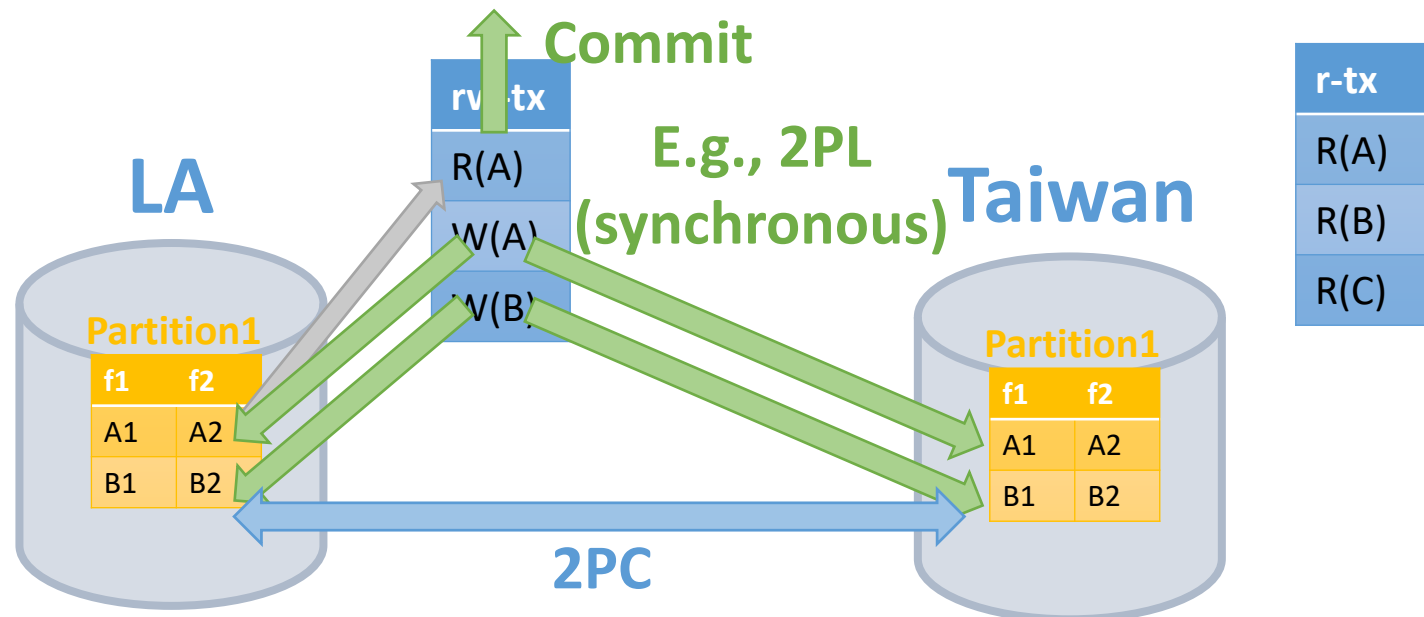 Commit
rw-tx
R(A)
W(A)
W(B)
E.g., 2PL
(synchronous)
LA
Partition1
f1 f2
A1 A2
B1 B2
Taiwan
Partition1
f1 f2
A1 A2
B1 B2
2PC
r-tx
R(A)
R(B)
R(C)